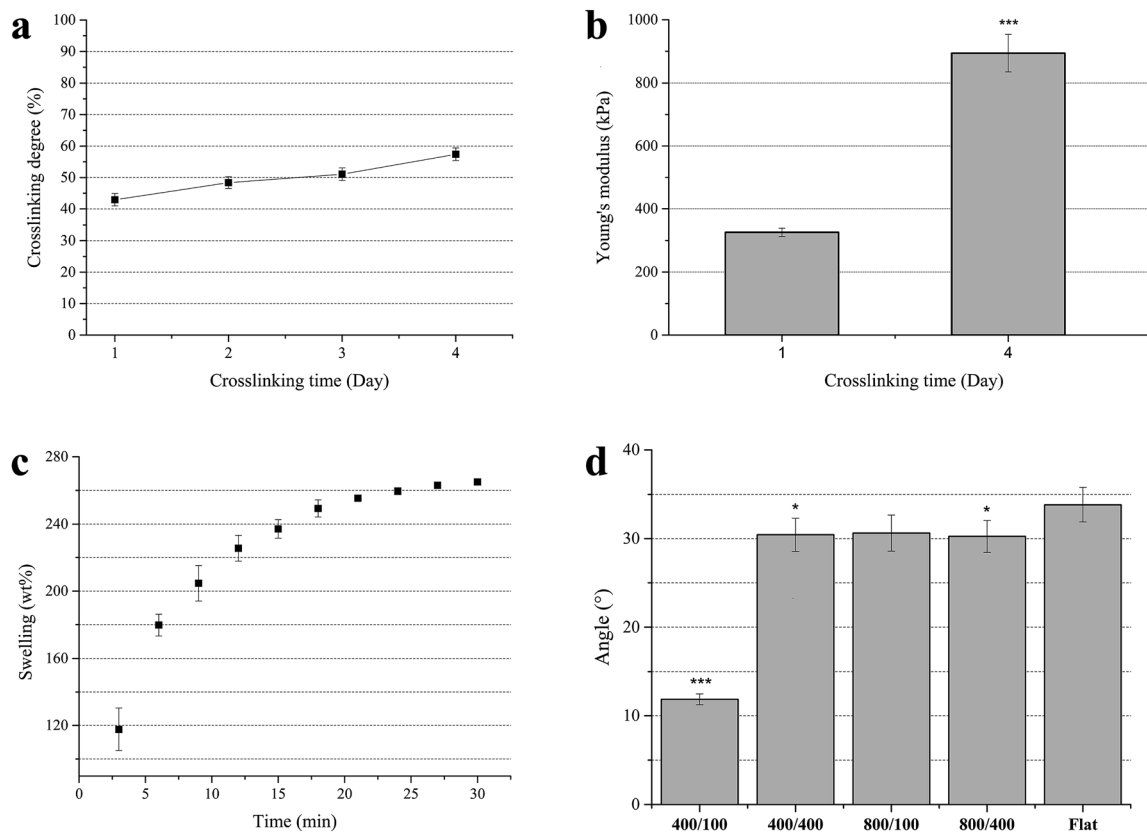 a
100
90
80
70
60
50
40
30
20
10
0
Crosslinking degree (%)
1 2 3 4
Crosslinking time (Day)
b
1000
800
600
400
200
0
Young's modulus (kPa)
***
1 4
Crosslinking time (Day)
c
280
240
200
160
120
Swelling (wt%)
0 5 10 15 20 25 30
Time (min)
d
40
30
20
10
0
Angle (°)
***
*
*
400/100 400/400 800/100 800/400 Flat